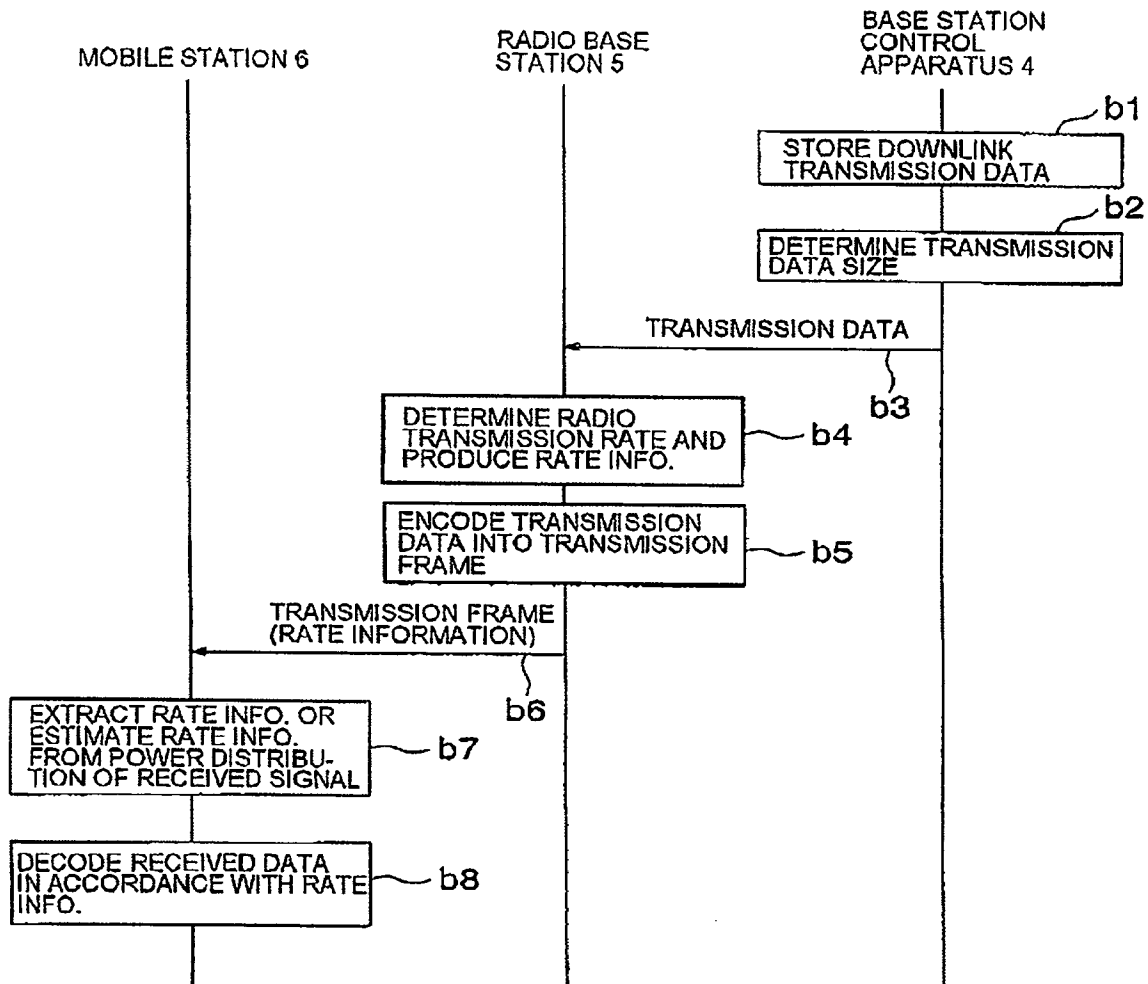 MOBILE STATION 6
RADIO BASE
STATION 5
BASE STATION
CONTROL
APPARATUS 4
b1
STORE DOWNLINK
TRANSMISSION DATA
b2
DETERMINE TRANSMISSION
DATA SIZE
TRANSMISSION DATA
b3
DETERMINE RADIO
TRANSMISSION RATE AND
PRODUCE RATE INFO.
b4
ENCODE TRANSMISSION
DATA INTO TRANSMISSION
FRAME
b5
TRANSMISSION FRAME
(RATE INFORMATION)
b6
EXTRACT RATE INFO. OR
ESTIMATE RATE INFO.
FROM POWER DISTRIBU-
TION OF RECEIVED SIGNAL
b7
DECODE RECEIVED DATA
IN ACCORDANCE WITH RATE
INFO.
b8